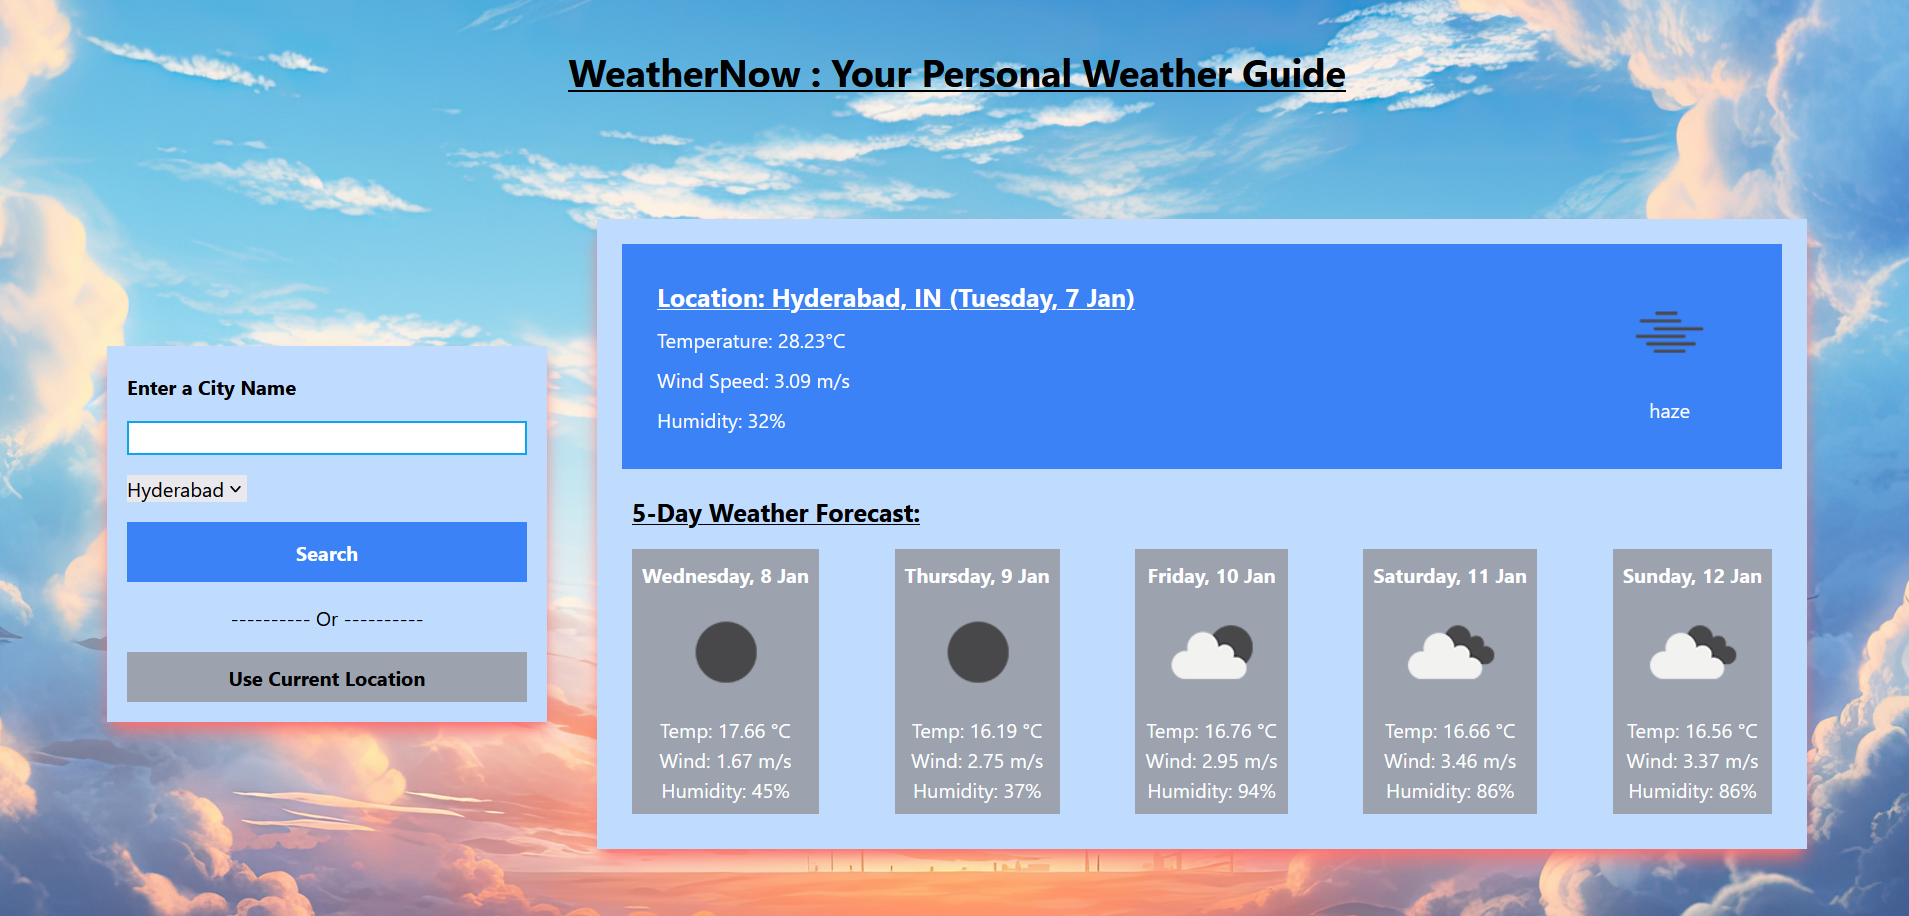 WeatherNow : Your Personal Weather Guide
Enter a City Name
Hyderabad
Search
---------- Or ----------
Use Current Location
Location: Hyderabad, IN (Tuesday, 7 Jan)
Temperature: 28.23°C
Wind Speed: 3.09 m/s
Humidity: 32%
haze
5-Day Weather Forecast:
Wednesday, 8 Jan
Temp: 17.66 °C
Wind: 1.67 m/s
Humidity: 45%
Thursday, 9 Jan
Temp: 16.19 °C
Wind: 2.75 m/s
Humidity: 37%
Friday, 10 Jan
Temp: 16.76 °C
Wind: 2.95 m/s
Humidity: 94%
Saturday, 11 Jan
Temp: 16.66 °C
Wind: 3.46 m/s
Humidity: 86%
Sunday, 12 Jan
Temp: 16.56 °C
Wind: 3.37 m/s
Humidity: 86%